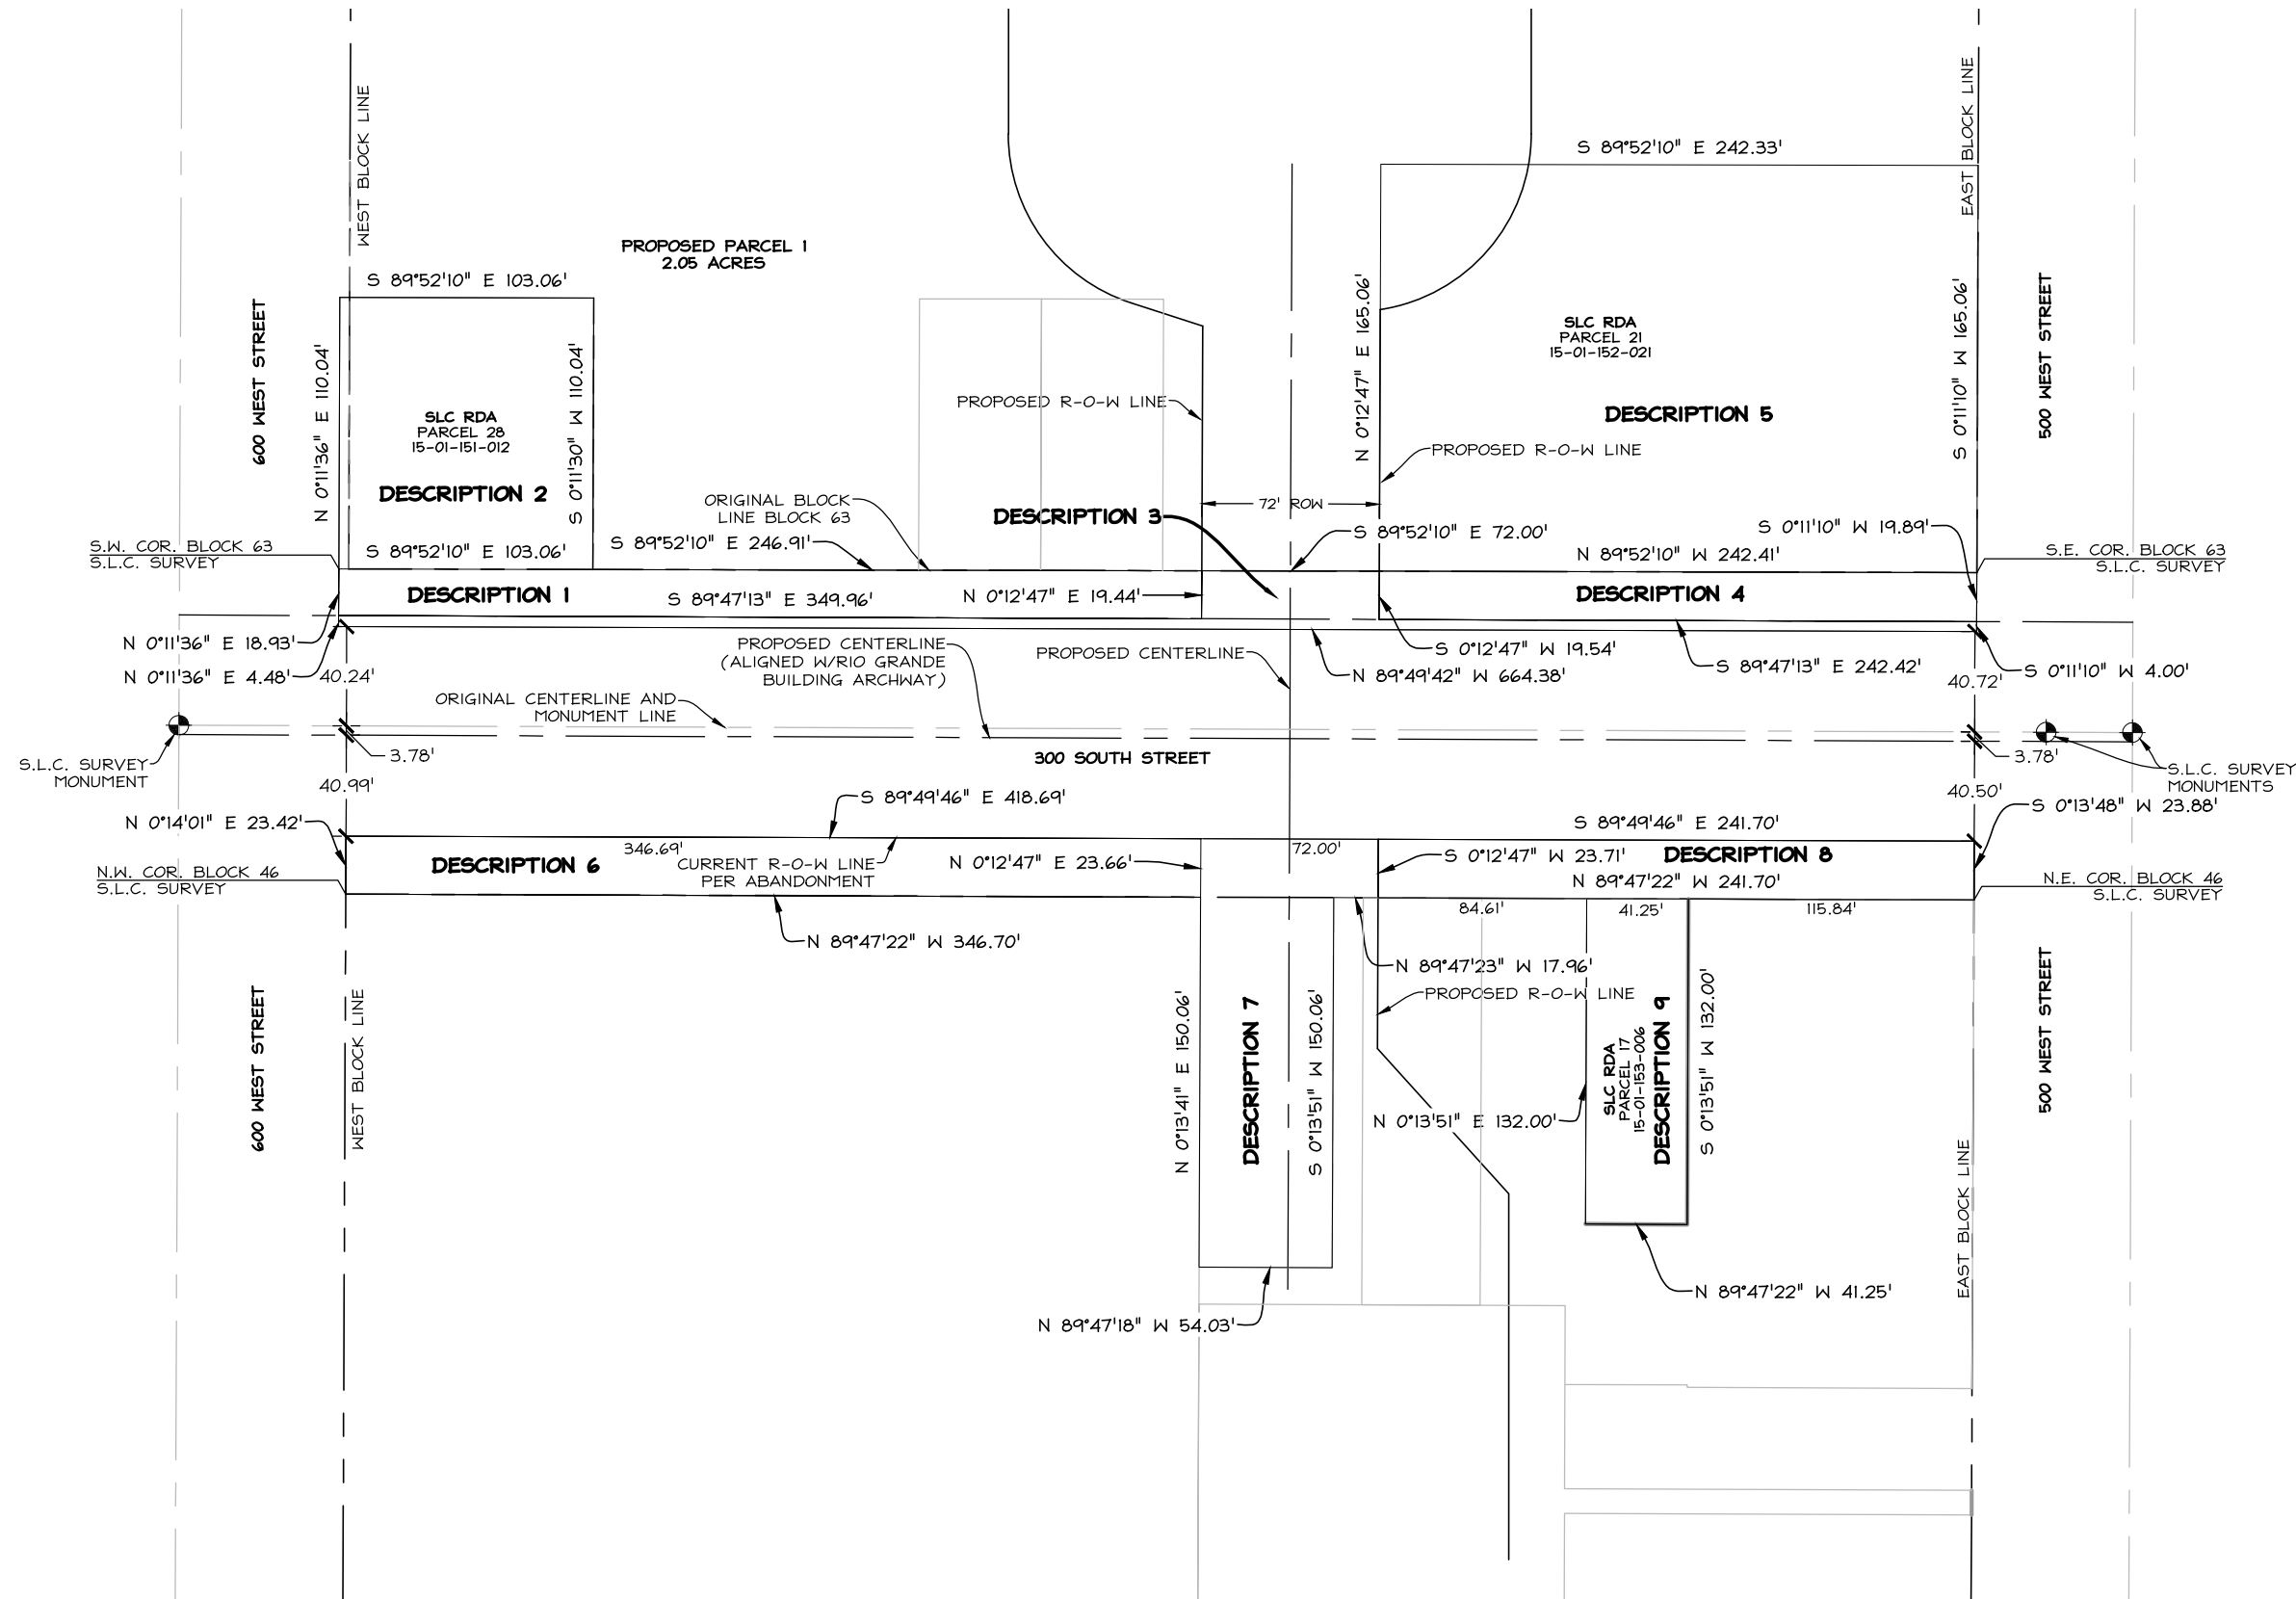 WEST BLOCK LINE
EAST BLOCK LINE
S 89°52'10" E 242.33'
PROPOSED PARCEL 1
2.05 ACRES
S 89°52'10" E 103.06'
600 WEST STREET
N 0°11'36" E 110.04'
SLC RDA
PARCEL 28
15-01-151-012
DESCRIPTION 2
S 0°11'30" W 110.04'
PROPOSED R-O-W LINE
N 0°12'47" E 165.06'
SLC RDA
PARCEL 21
15-01-152-021
DESCRIPTION 5
PROPOSED R-O-W LINE
S 0°11'10" W 165.06'
500 WEST STREET
ORIGINAL BLOCK
LINE BLOCK 63
DESCRIPTION 3
72' ROW
S 89°52'10" E 72.00'
S 0°11'10" W 19.89'
S.W. COR. BLOCK 63
S.L.C. SURVEY
S 89°52'10" E 103.06'
S 89°52'10" E 246.91'
N 89°52'10" W 242.41'
S.E. COR. BLOCK 63
S.L.C. SURVEY
DESCRIPTION 1
S 89°47'13" E 349.96'
N 0°12'47" E 19.44'
DESCRIPTION 4
N 0°11'36" E 18.93'
N 0°11'36" E 4.48'
40.24'
PROPOSED CENTERLINE
(ALIGNED W/RIO GRANDE
BUILDING ARCHWAY)
PROPOSED CENTERLINE
S 0°12'47" W 19.54'
N 89°49'42" W 664.38'
S 89°47'13" E 242.42'
S 0°11'10" W 4.00'
40.72'
ORIGINAL CENTERLINE AND
MONUMENT LINE
S.L.C. SURVEY
MONUMENT
3.78'
300 SOUTH STREET
3.78'
S.L.C. SURVEY
MONUMENTS
40.99'
40.50'
S 89°49'46" E 418.69'
S 0°13'48" W 23.88'
N 0°14'01" E 23.42'
S 89°49'46" E 241.70'
346.69'
72.00'
DESCRIPTION 6
CURRENT R-O-W LINE
PER ABANDONMENT
N 0°12'47" E 23.66'
S 0°12'47" W 23.71'
DESCRIPTION 8
N.W. COR. BLOCK 46
S.L.C. SURVEY
N 89°47'22" W 241.70'
N.E. COR. BLOCK 46
S.L.C. SURVEY
84.61'
41.25'
115.84'
N 89°47'22" W 346.70'
N 89°47'23" W 17.96'
PROPOSED R-O-W LINE
600 WEST STREET
WEST BLOCK LINE
N 0°13'41" E 150.06'
DESCRIPTION 7
S 0°13'51" W 150.06'
N 0°13'51" E 132.00'
SLC RDA
PARCEL 17
15-01-153-006
DESCRIPTION 9
S 0°13'51" W 132.00'
500 WEST STREET
EAST BLOCK LINE
N 89°47'22" W 41.25'
N 89°47'18" W 54.03'